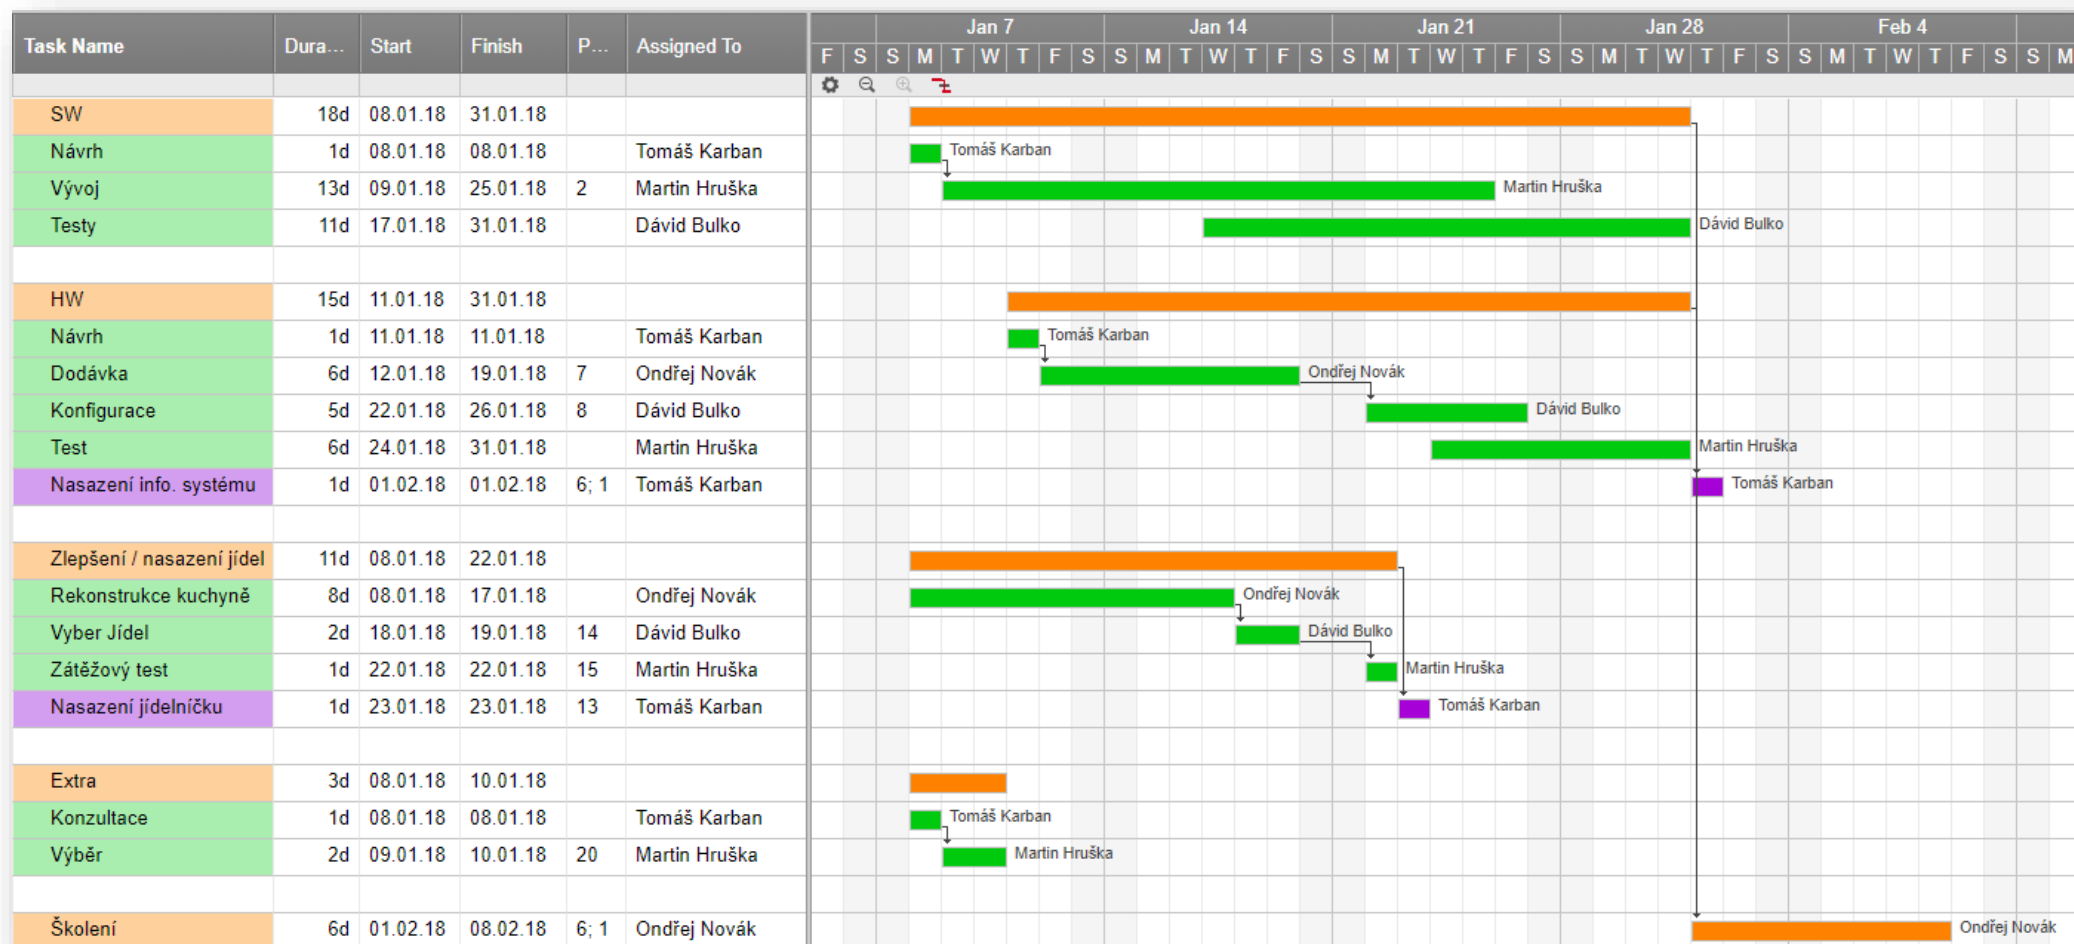 Task Name Dura... Start Finish P... Assigned To Jan 7 Jan 14 Jan 21 Jan 28 Feb 4
F S S M T W T F S S M T W T F S S M T W T F S S M T W T F S S M T W T F S S M
SW 18d 08.01.18 31.01.18
Návrh 1d 08.01.18 08.01.18 Tomáš Karban Tomáš Karban
Vývoj 13d 09.01.18 25.01.18 2 Martin Hruška Martin Hruška
Testy 11d 17.01.18 31.01.18 Dávid Bulko Dávid Bulko
HW 15d 11.01.18 31.01.18
Návrh 1d 11.01.18 11.01.18 Tomáš Karban Tomáš Karban
Dodávka 6d 12.01.18 19.01.18 7 Ondřej Novák Ondřej Novák
Konfigurace 5d 22.01.18 26.01.18 8 Dávid Bulko Dávid Bulko
Test 6d 24.01.18 31.01.18 Martin Hruška Martin Hruška
Nasazení info. systému 1d 01.02.18 01.02.18 6; 1 Tomáš Karban Tomáš Karban
Zlepšení / nasazení jídel 11d 08.01.18 22.01.18
Rekonstrukce kuchyně 8d 08.01.18 17.01.18 Ondřej Novák Ondřej Novák
Vyber Jídel 2d 18.01.18 19.01.18 14 Dávid Bulko Dávid Bulko
Zátěžový test 1d 22.01.18 22.01.18 15 Martin Hruška Martin Hruška
Nasazení jídelníčku 1d 23.01.18 23.01.18 13 Tomáš Karban Tomáš Karban
Extra 3d 08.01.18 10.01.18
Konzultace 1d 08.01.18 08.01.18 Tomáš Karban Tomáš Karban
Výběr 2d 09.01.18 10.01.18 20 Martin Hruška Martin Hruška
Školení 6d 01.02.18 08.02.18 6; 1 Ondřej Novák Ondřej Novák